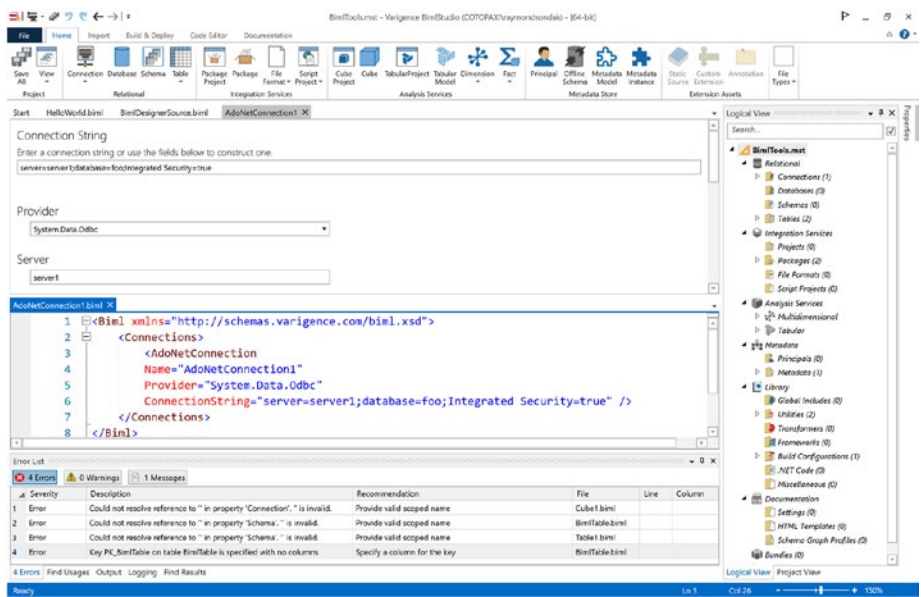 BimlTools.mst - Varigence BimlStudio (COTOPAXI\raymondsondak) - [64-bit]
File Home Import Build & Deploy Code Editor Documentation
Save All View Connection Database Schema Table Package Project Package File Format Script Project Cube Project Cube TabularProject Tabular Model Dimension Fact Principal Offline Schema Metadata Model Metadata Instance Static Source Custom Extension Annotation File Types
Project Relational Integration Services Analysis Services Metadata Store Extension Assets
Start HelloWorld.biml BimlDesignerSource.biml AdoNetConnection1 X
Connection String
Enter a connection string or use the fields below to construct one.
server=server1;database=foo;Integrated Security=true
Provider
System.Data.Odbc
Server
server1
AdoNetConnection1.biml X
1 <Biml xmlns="http://schemas.varigence.com/biml.xsd">
2 <Connections>
3 <AdoNetConnection
4 Name="AdoNetConnection1"
5 Provider="System.Data.Odbc"
6 ConnectionString="server=server1;database=foo;Integrated Security=true" />
7 </Connections>
8 </Biml>
Error List
4 Errors 0 Warnings 1 Messages
Severity Description Recommendation File Line Column
1 Error Could not resolve reference to '' in property 'Connection'. '' is invalid. Provide valid scoped name Cube1.biml
2 Error Could not resolve reference to '' in property 'Schema'. '' is invalid. Provide valid scoped name BimlTable.biml
3 Error Could not resolve reference to '' in property 'Schema'. '' is invalid. Provide valid scoped name Table1.biml
4 Error Key PK_BimlTable on table BimlTable is specified with no columns Specify a column for the key BimlTable.biml
4 Errors Find Usages Output Logging Find Results
Logical View
Search...
BimlTools.mst
Relational
Connections (1)
Databases (0)
Schemas (0)
Tables (2)
Integration Services
Projects (0)
Packages (2)
File Formats (0)
Script Projects (0)
Analysis Services
Multidimensional
Tabular
Metadata
Principals (0)
Metadata (1)
Library
Global Includes (0)
Utilities (2)
Transformers (0)
Frameworks (0)
Build Configurations (1)
.NET Code (0)
Miscellaneous (0)
Documentation
Settings (0)
HTML Templates (0)
Schema Graph Profiles (0)
Bundles (0)
Logical View Project View
Properties
Ready Ln 3 Col 26 150%